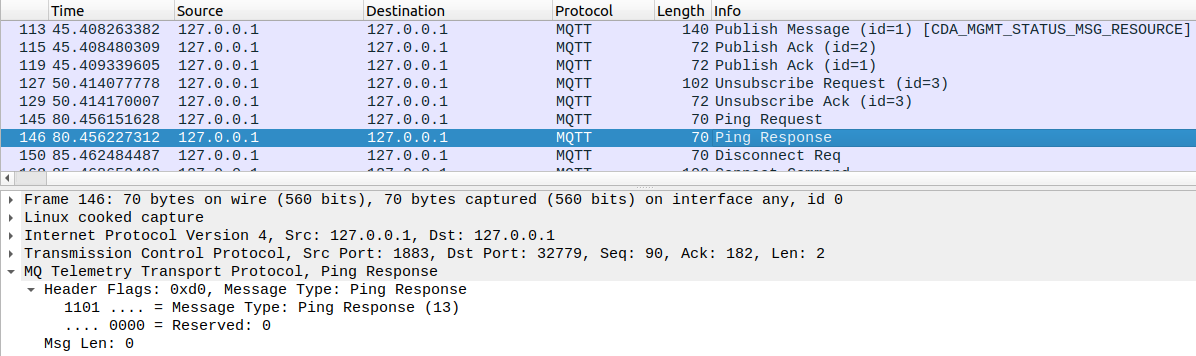 Time Source Destination Protocol Length Info
113 45.408263382 127.0.0.1 127.0.0.1 MQTT 140 Publish Message (id=1) [CDA_MGMT_STATUS_MSG_RESOURCE]
115 45.408480309 127.0.0.1 127.0.0.1 MQTT 72 Publish Ack (id=2)
119 45.409339605 127.0.0.1 127.0.0.1 MQTT 72 Publish Ack (id=1)
127 50.414077778 127.0.0.1 127.0.0.1 MQTT 102 Unsubscribe Request (id=3)
129 50.414170007 127.0.0.1 127.0.0.1 MQTT 72 Unsubscribe Ack (id=3)
145 80.456151628 127.0.0.1 127.0.0.1 MQTT 70 Ping Request
146 80.456227312 127.0.0.1 127.0.0.1 MQTT 70 Ping Response
150 85.462484487 127.0.0.1 127.0.0.1 MQTT 70 Disconnect Req
Frame 146: 70 bytes on wire (560 bits), 70 bytes captured (560 bits) on interface any, id 0
Linux cooked capture
Internet Protocol Version 4, Src: 127.0.0.1, Dst: 127.0.0.1
Transmission Control Protocol, Src Port: 1883, Dst Port: 32779, Seq: 90, Ack: 182, Len: 2
MQ Telemetry Transport Protocol, Ping Response
Header Flags: 0xd0, Message Type: Ping Response
1101 .... = Message Type: Ping Response (13)
.... 0000 = Reserved: 0
Msg Len: 0